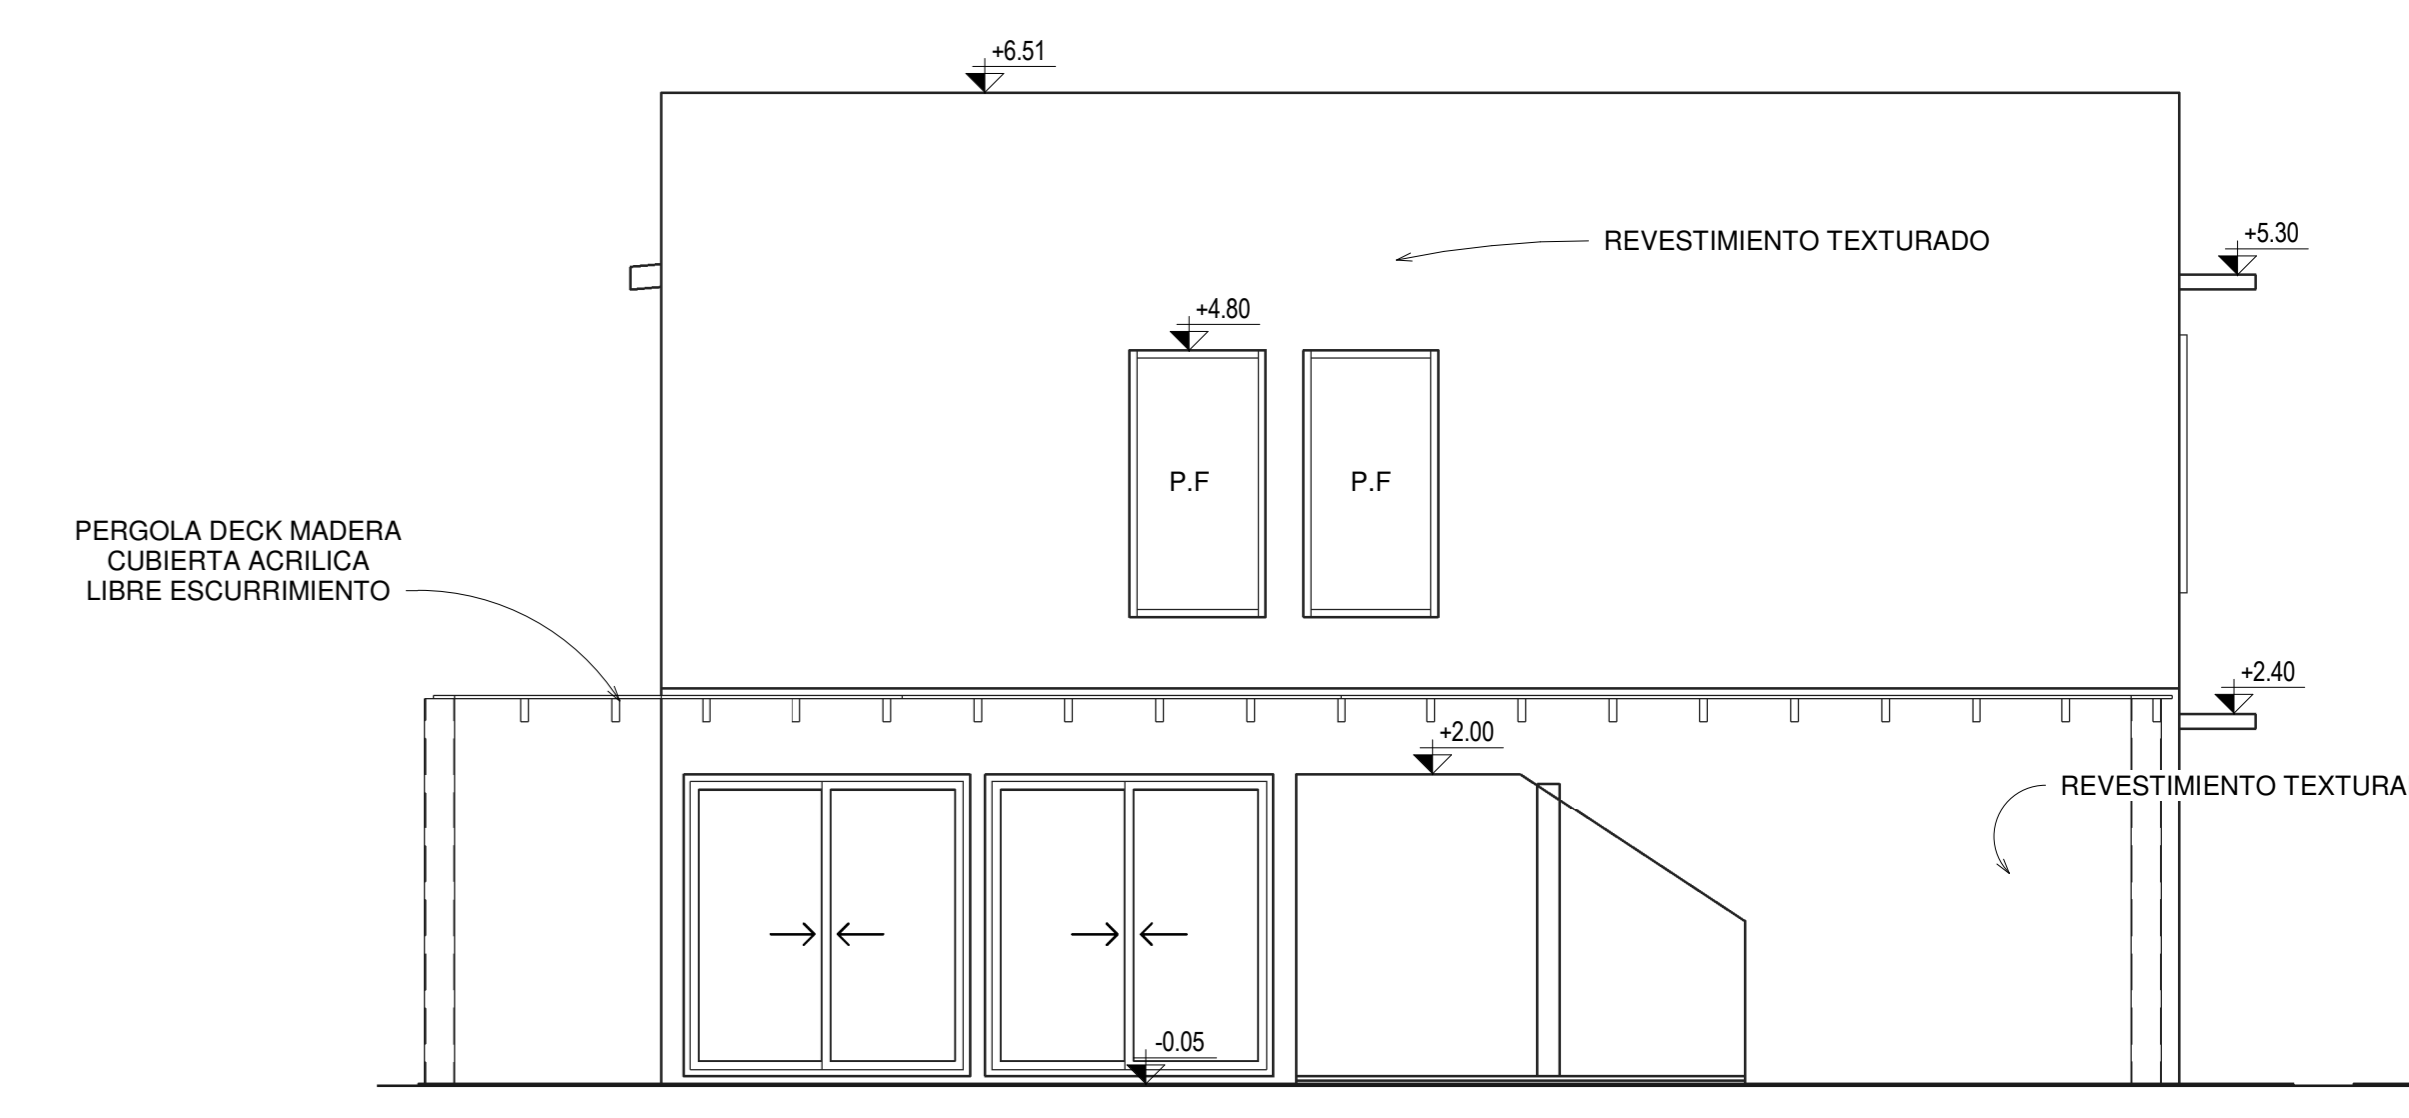 +6.51
REVESTIMIENTO TEXTURADO
+5.30
+4.80
P.F
P.F
PERGOLA DECK MADERA
CUBIERTA ACRILICA
LIBRE ESCURRIMIENTO
+2.40
+2.00
REVESTIMIENTO TEXTURA
-0.05